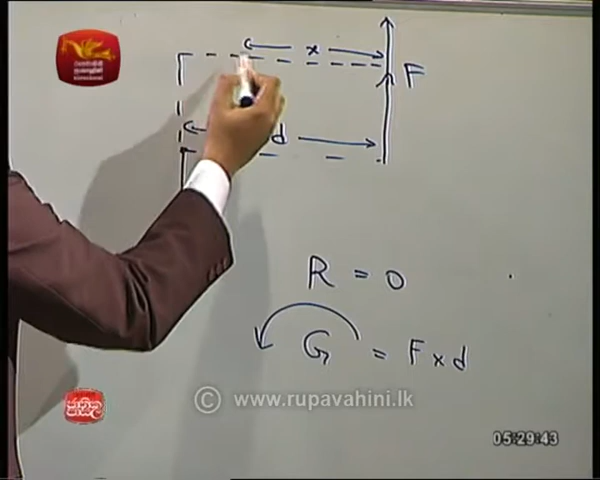 x
F
d
R = 0
G = F x d
© www.rupavahini.lk
05:29:43